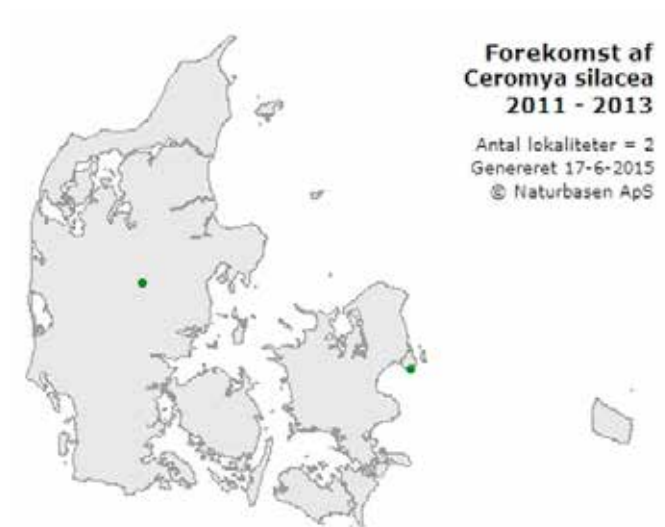 Forekomst af
Ceromya silacea
2011 - 2013
Antal lokaliteter = 2
Genereret 17-6-2015
© Naturbasen ApS